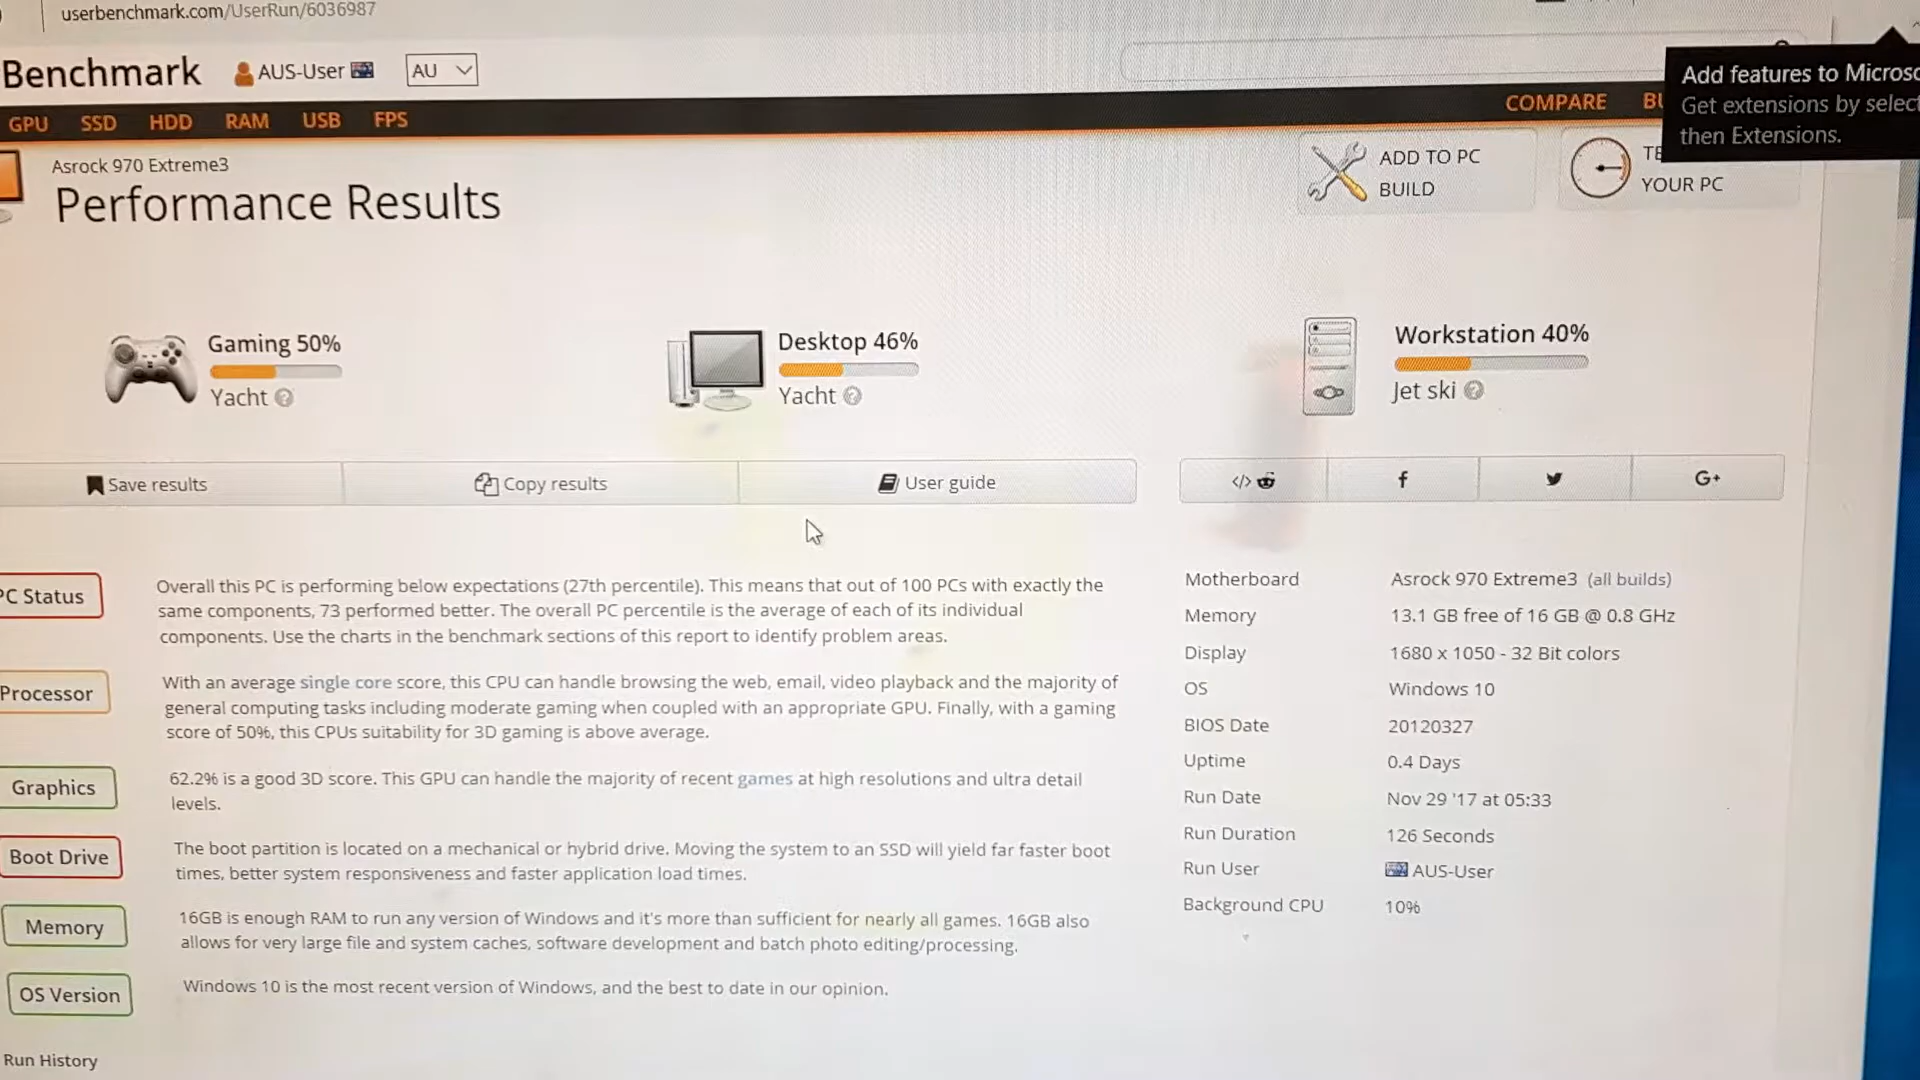 userbenchmark.com/UserRun/6036987
Benchmark AUS-User AU
Add features to Microso
Get extensions by select
then Extensions.
GPU SSD HDD RAM USB FPS COMPARE BU
Asrock 970 Extreme3
Performance Results
ADD TO PC
BUILD
TE
YOUR PC
Gaming 50%
Yacht
Desktop 46%
Yacht
Workstation 40%
Jet ski
Save results Copy results User guide </> f G+
PC Status
Overall this PC is performing below expectations (27th percentile). This means that out of 100 PCs with exactly the
same components, 73 performed better. The overall PC percentile is the average of each of its individual
components. Use the charts in the benchmark sections of this report to identify problem areas.
Processor
With an average single core score, this CPU can handle browsing the web, email, video playback and the majority of
general computing tasks including moderate gaming when coupled with an appropriate GPU. Finally, with a gaming
score of 50%, this CPUs suitability for 3D gaming is above average.
Graphics
62.2% is a good 3D score. This GPU can handle the majority of recent games at high resolutions and ultra detail
levels.
Boot Drive
The boot partition is located on a mechanical or hybrid drive. Moving the system to an SSD will yield far faster boot
times, better system responsiveness and faster application load times.
Memory
16GB is enough RAM to run any version of Windows and it's more than sufficient for nearly all games. 16GB also
allows for very large file and system caches, software development and batch photo editing/processing.
OS Version
Windows 10 is the most recent version of Windows, and the best to date in our opinion.
Run History
Motherboard Asrock 970 Extreme3 (all builds)
Memory 13.1 GB free of 16 GB @ 0.8 GHz
Display 1680 x 1050 - 32 Bit colors
OS Windows 10
BIOS Date 20120327
Uptime 0.4 Days
Run Date Nov 29 '17 at 05:33
Run Duration 126 Seconds
Run User AUS-User
Background CPU 10%